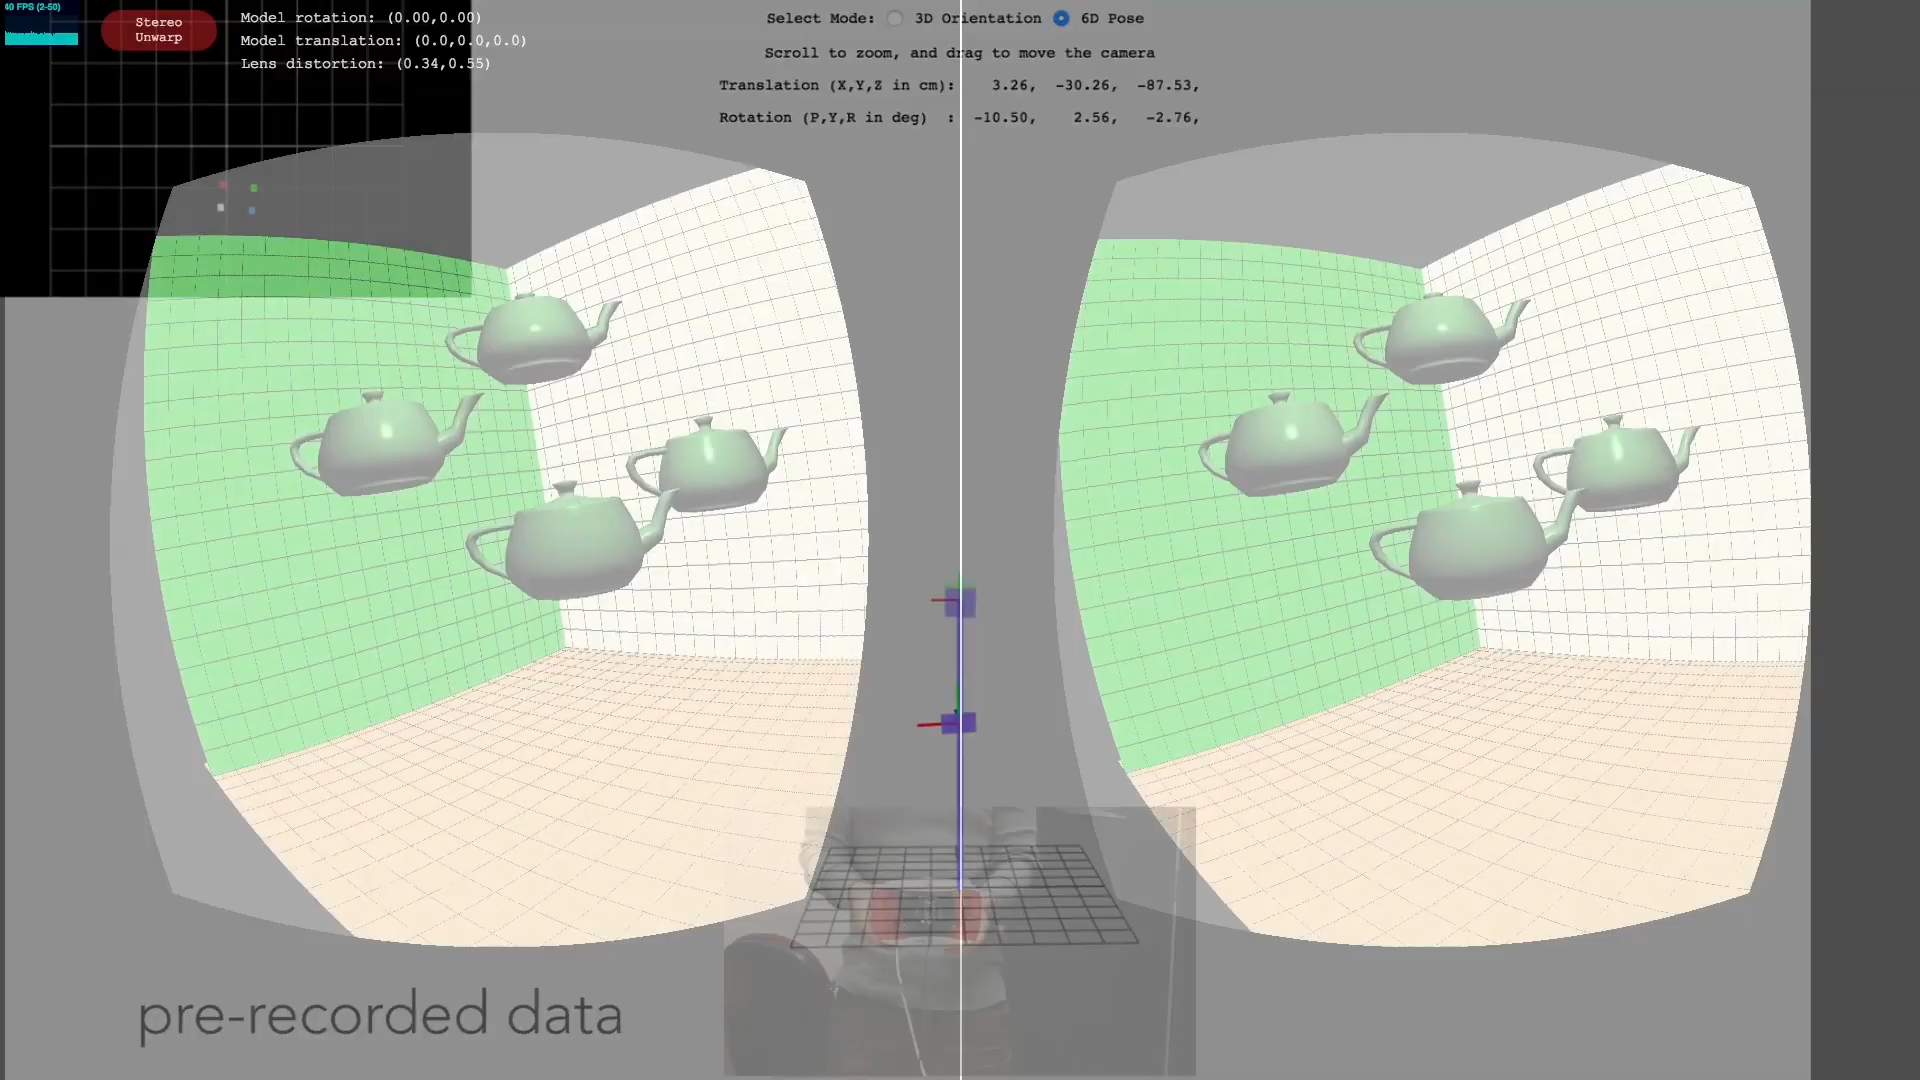 40 FPS (2-50)
Stereo
Unwarp
Model rotation: (0.00,0.00)
Model translation: (0.0,0.0,0.0)
Lens distortion: (0.34,0.55)
Select Mode: 3D Orientation 6D Pose
Scroll to zoom, and drag to move the camera
Translation (X,Y,Z in cm): 3.26, -30.26, -87.53,
Rotation (P,Y,R in deg) : -10.50, 2.56, -2.76,
pre-recorded data